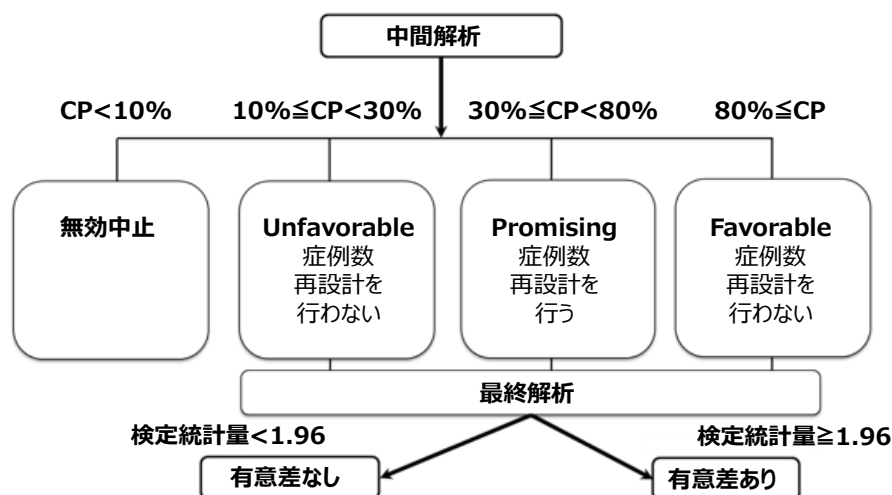 中間解析
CP<10%
10%≦CP<30%
30%≦CP<80%
80%≦CP
無効中止
Unfavorable
症例数
再設計を
行わない
Promising
症例数
再設計を
行う
Favorable
症例数
再設計を
行わない
最終解析
検定統計量<1.96
検定統計量≧1.96
有意差なし
有意差あり